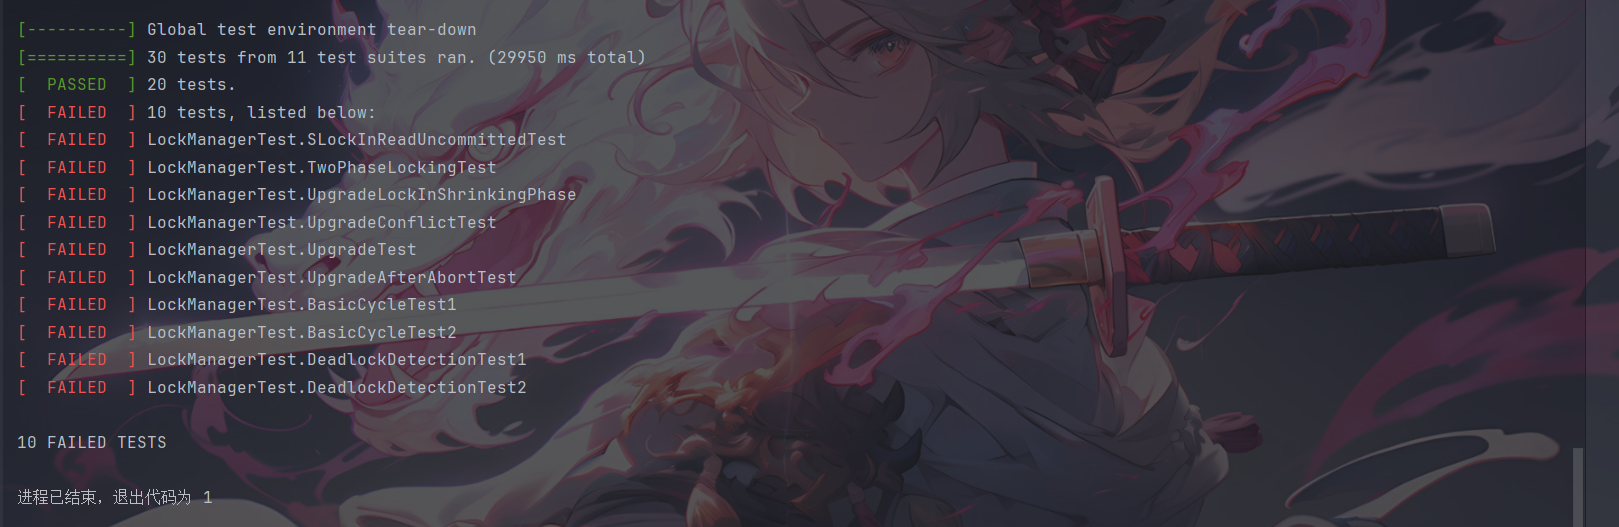 [----------] Global test environment tear-down
[==========] 30 tests from 11 test suites ran. (29950 ms total)
[  PASSED  ] 20 tests.
[  FAILED  ] 10 tests, listed below:
[  FAILED  ] LockManagerTest.SLockInReadUncommittedTest
[  FAILED  ] LockManagerTest.TwoPhaseLockingTest
[  FAILED  ] LockManagerTest.UpgradeLockInShrinkingPhase
[  FAILED  ] LockManagerTest.UpgradeConflictTest
[  FAILED  ] LockManagerTest.UpgradeTest
[  FAILED  ] LockManagerTest.UpgradeAfterAbortTest
[  FAILED  ] LockManagerTest.BasicCycleTest1
[  FAILED  ] LockManagerTest.BasicCycleTest2
[  FAILED  ] LockManagerTest.DeadlockDetectionTest1
[  FAILED  ] LockManagerTest.DeadlockDetectionTest2
10 FAILED TESTS
进程已结束，退出代码为 1